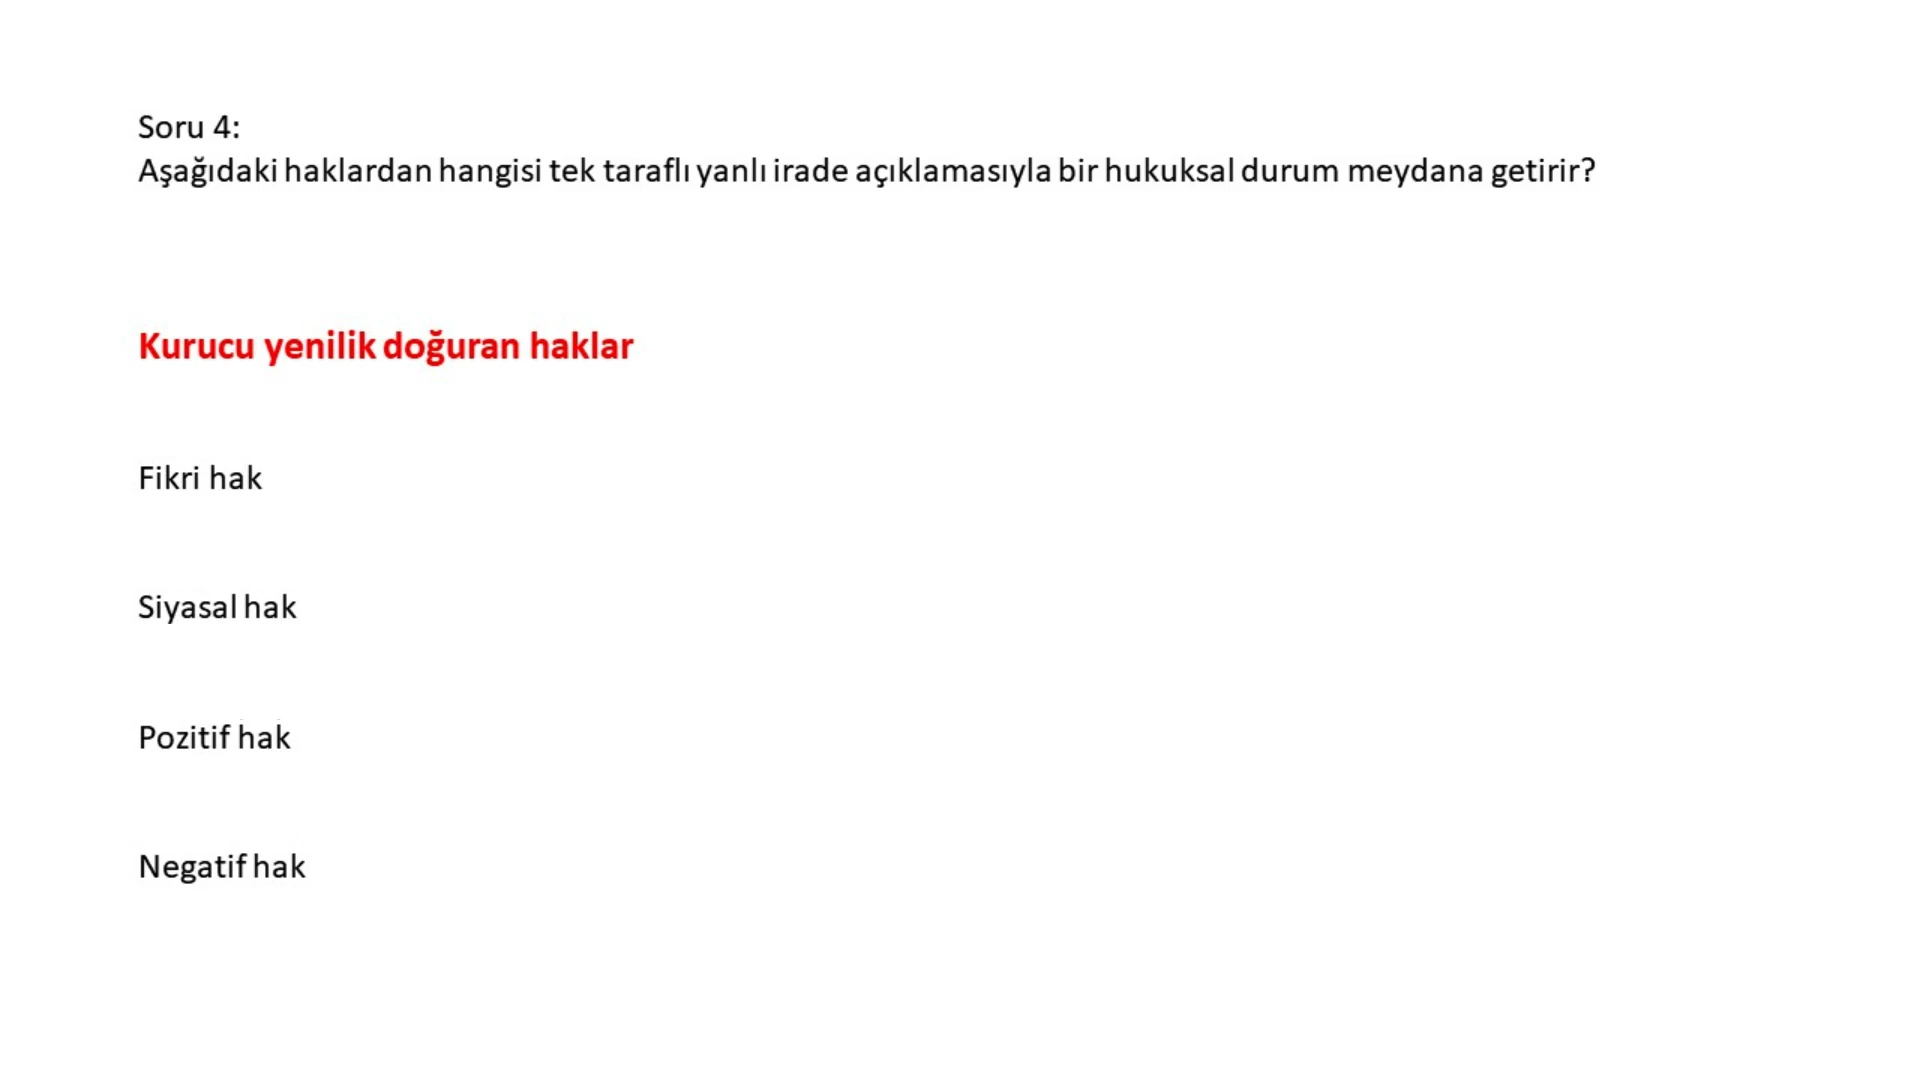 Soru 4:
Aşağıdaki haklardan hangisi tek taraflı yanlı irade açıklamasıyla bir hukuksal durum meydana getirir?
Kurucu yenilik doğuran haklar
Fikri hak
Siyasal hak
Pozitif hak
Negatif hak